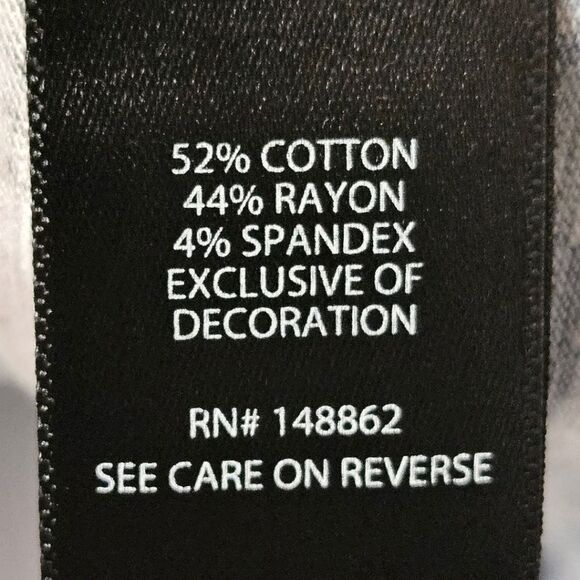 52% COTTON
44% RAYON
4% SPANDEX
EXCLUSIVE OF
DECORATION
RN# 148862
SEE CARE ON REVERSE